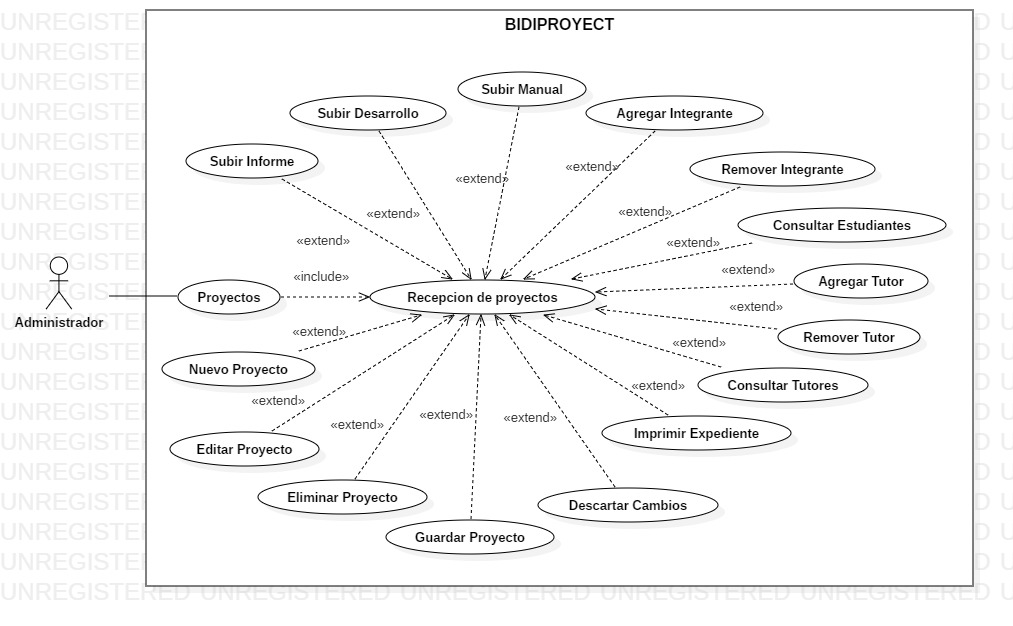 BIDIPROYECT
Subir Manual
Subir Desarrollo
Agregar Integrante
Subir Informe
Remover Integrante
«extend»
«extend»
«extend»
«extend»
Consultar Estudiantes
«extend»
«extend»
«include»
«extend»
Agregar Tutor
Proyectos
Recepcion de proyectos
«extend»
Administrador
«extend»
Remover Tutor
«extend»
Nuevo Proyecto
«extend»
Consultar Tutores
«extend»
«extend»
«extend»
«extend»
Imprimir Expediente
Editar Proyecto
Eliminar Proyecto
Descartar Cambios
Guardar Proyecto
UNREGISTERED UNREGISTERED UNREGISTERED UNREGISTERED UNREGISTERED U